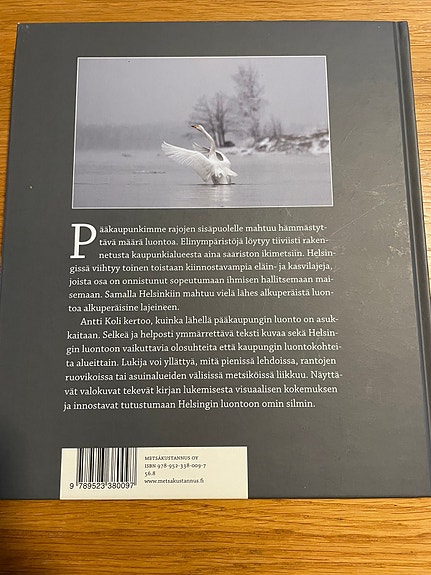 Pääkaupunkimme rajojen sisäpuolelle mahtuu hämmästyt-
tävä määrä luontoa. Elinympäristöjä löytyy tiiviisti raken-
netusta kaupunkialueesta aina saariston ikimetsiin. Helsin-
gissä viihtyy toinen toistaan kiinnostavampia eläin- ja kasvilajeja,
joista osa on onnistunut sopeutumaan ihmisen hallitsemaan mai-
semaan. Samalla Helsinkiin mahtuu vielä lähes alkuperäistä luon-
toa alkuperäisine lajeineen.
Antti Koli kertoo, kuinka lähellä pääkaupungin luonto on asuk-
kaitaan. Selkeä ja helposti ymmärrettävä teksti kuvaa sekä Helsin-
gin luontoon vaikuttavia olosuhteita että kaupungin luontokohtei-
ta alueittain. Lukija voi yllättyä, mitä pienissä lehdoissa, rantojen
ruovikoissa tai asuinalueiden välisissä metsiköissä liikkuu. Näyttä-
vät valokuvat tekevät kirjan lukemisesta visuaalisen kokemuksen
ja innostavat tutustumaan Helsingin luontoon omin silmin.
METSÄKUSTANNUS OY
ISBN 978-952-338-009-7
56.8
www.metsakustannus.fi
9 789523 380097